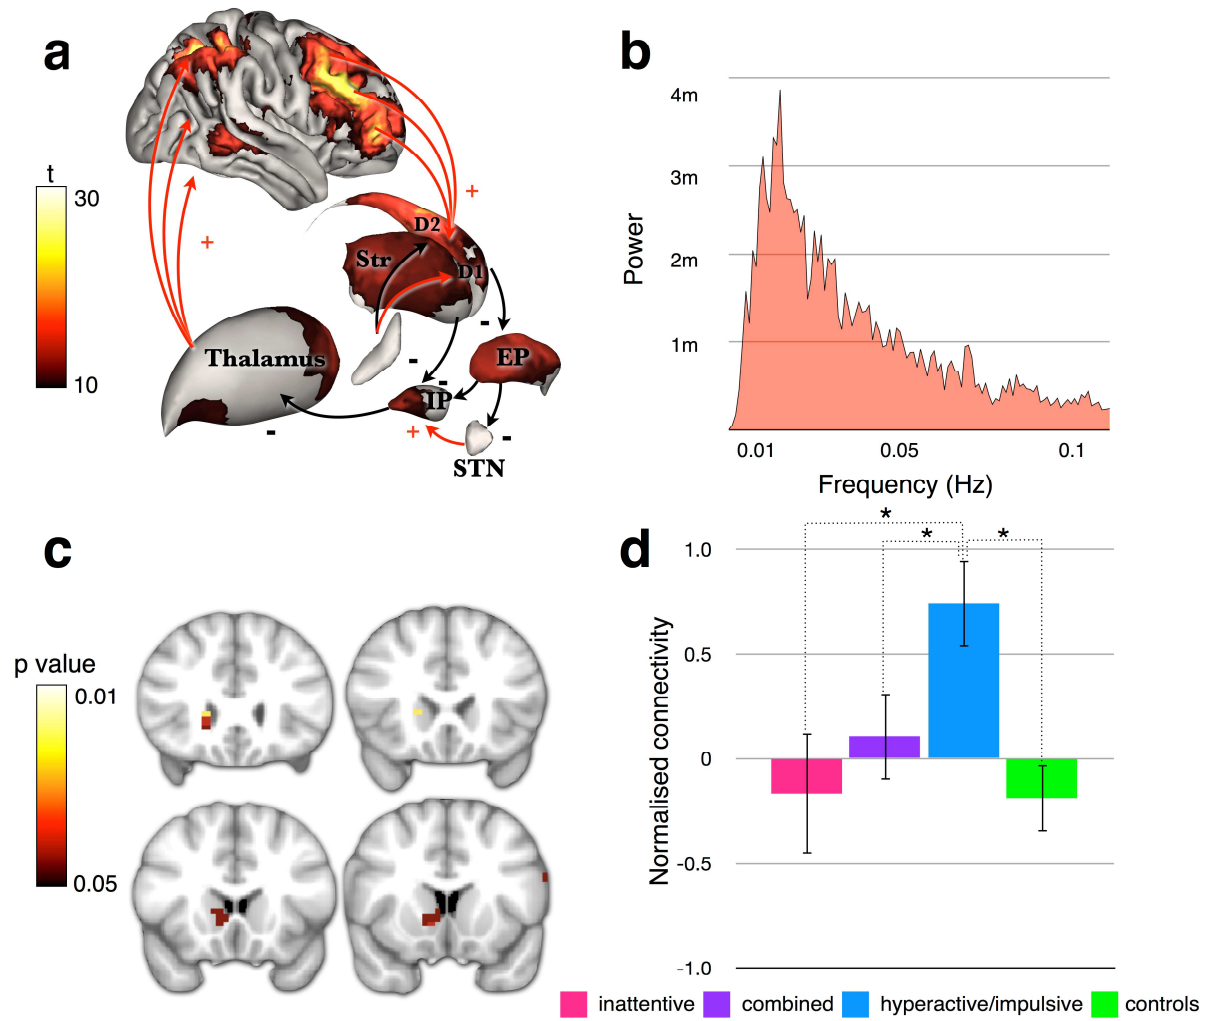 a
t
30
10
+
+
D2
Str
D1
-
EP
Thalamus
-
-
IP
+
-
-
STN
b
Power
4m
3m
2m
1m
0.01
0.05
0.1
Frequency (Hz)
c
p value
0.01
0.05
d
Normalised connectivity
*
*
*
1.0
0.5
0
-0.5
-1.0
inattentive
combined
hyperactive/impulsive
controls